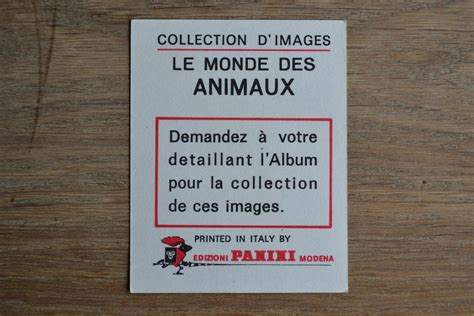 COLLECTION D'IMAGES
LE MONDE DES
ANIMAUX
Demandez à votre
detaillant l'Album
pour la collection
de ces images.
PRINTED IN ITALY BY
EDIZIONI PANINI MODENA